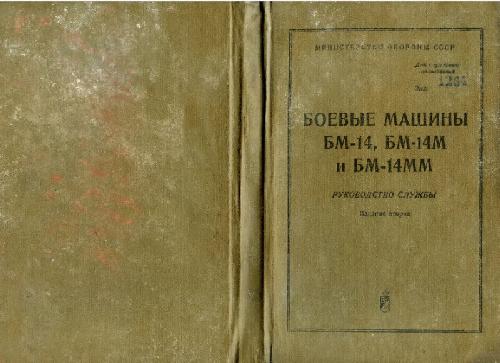 МИНИСТЕРСТВО ОБОРОНЫ СССР
Для служебного
пользования
Экз.
БОЕВЫЕ МАШИНЫ
БМ-14, БМ-14М
и БМ-14ММ
РУКОВОДСТВО СЛУЖБЫ
Издание второе